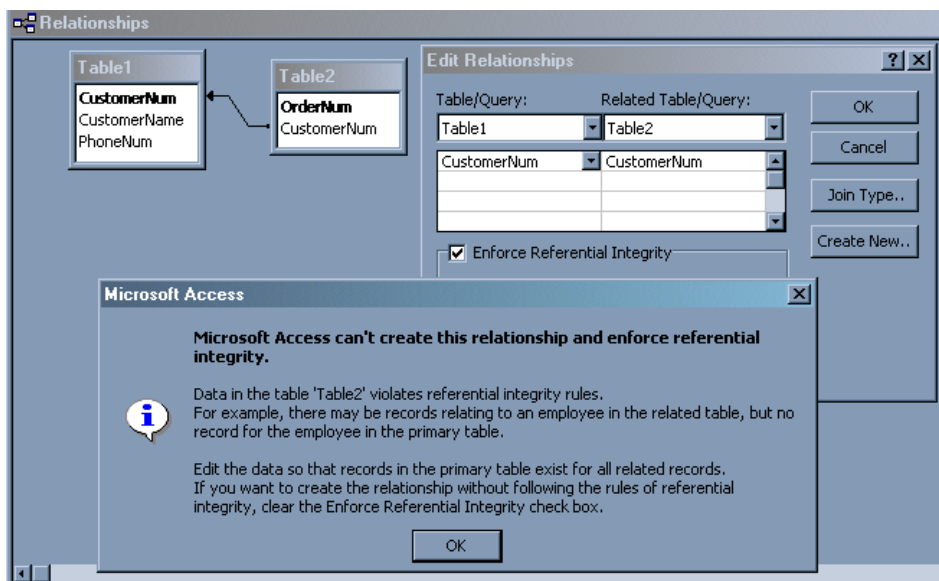 Relationships
Table1
CustomerNum
CustomerName
PhoneNum
Table2
OrderNum
CustomerNum
Edit Relationships
Table/Query:
Related Table/Query:
Table1
Table2
CustomerNum
CustomerNum
Enforce Referential Integrity
OK
Cancel
Join Type..
Create New..
Microsoft Access
Microsoft Access can't create this relationship and enforce referential
integrity.
Data in the table 'Table2' violates referential integrity rules.
For example, there may be records relating to an employee in the related table, but no
record for the employee in the primary table.
Edit the data so that records in the primary table exist for all related records.
If you want to create the relationship without following the rules of referential
integrity, clear the Enforce Referential Integrity check box.
OK